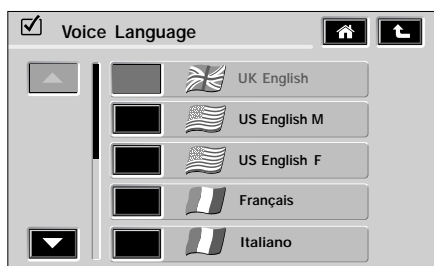 Voice Language
UK English
US English M
US English F
Français
Italiano